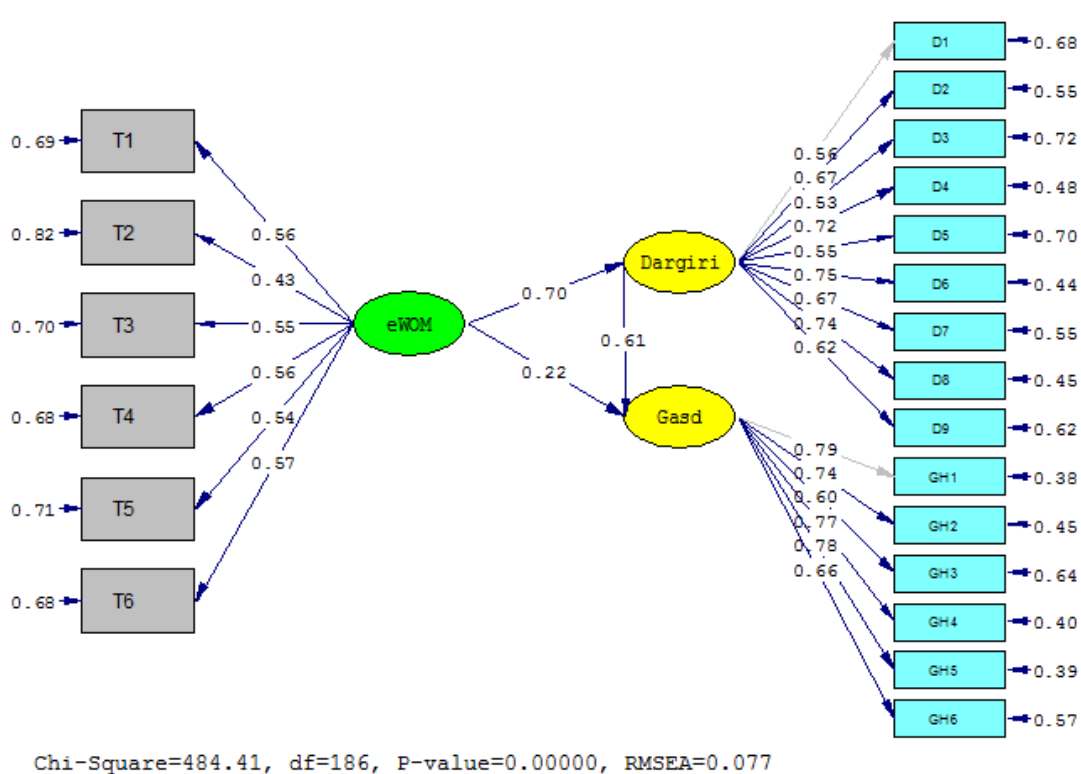 0.69 T1
0.82 T2
0.70 T3
0.68 T4
0.71 T5
0.68 T6
0.56
0.43
0.55
0.56
0.54
0.57
eWOM
0.70
0.22
Dargiri
0.61
Gasd
0.56
0.67
0.53
0.72
0.55
0.75
0.67
0.74
0.62
0.79
0.74
0.60
0.77
0.78
0.66
D1 0.68
D2 0.55
D3 0.72
D4 0.48
D5 0.70
D6 0.44
D7 0.55
D8 0.45
D9 0.62
GH1 0.38
GH2 0.45
GH3 0.64
GH4 0.40
GH5 0.39
GH6 0.57
Chi-Square=484.41, df=186, P-value=0.00000, RMSEA=0.077